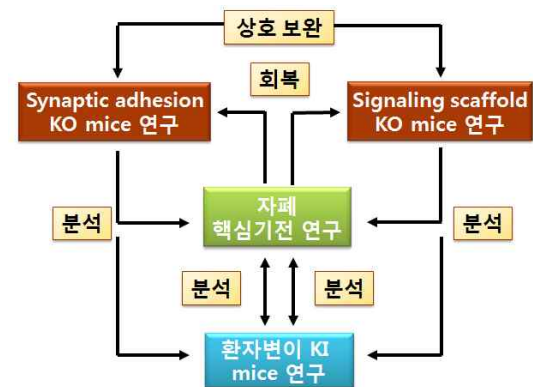 상호 보완
회복
Synaptic adhesion
KO mice 연구
Signaling scaffold
KO mice 연구
자폐
핵심기전 연구
분석
분석
분석
분석
환자변이 KI
mice 연구